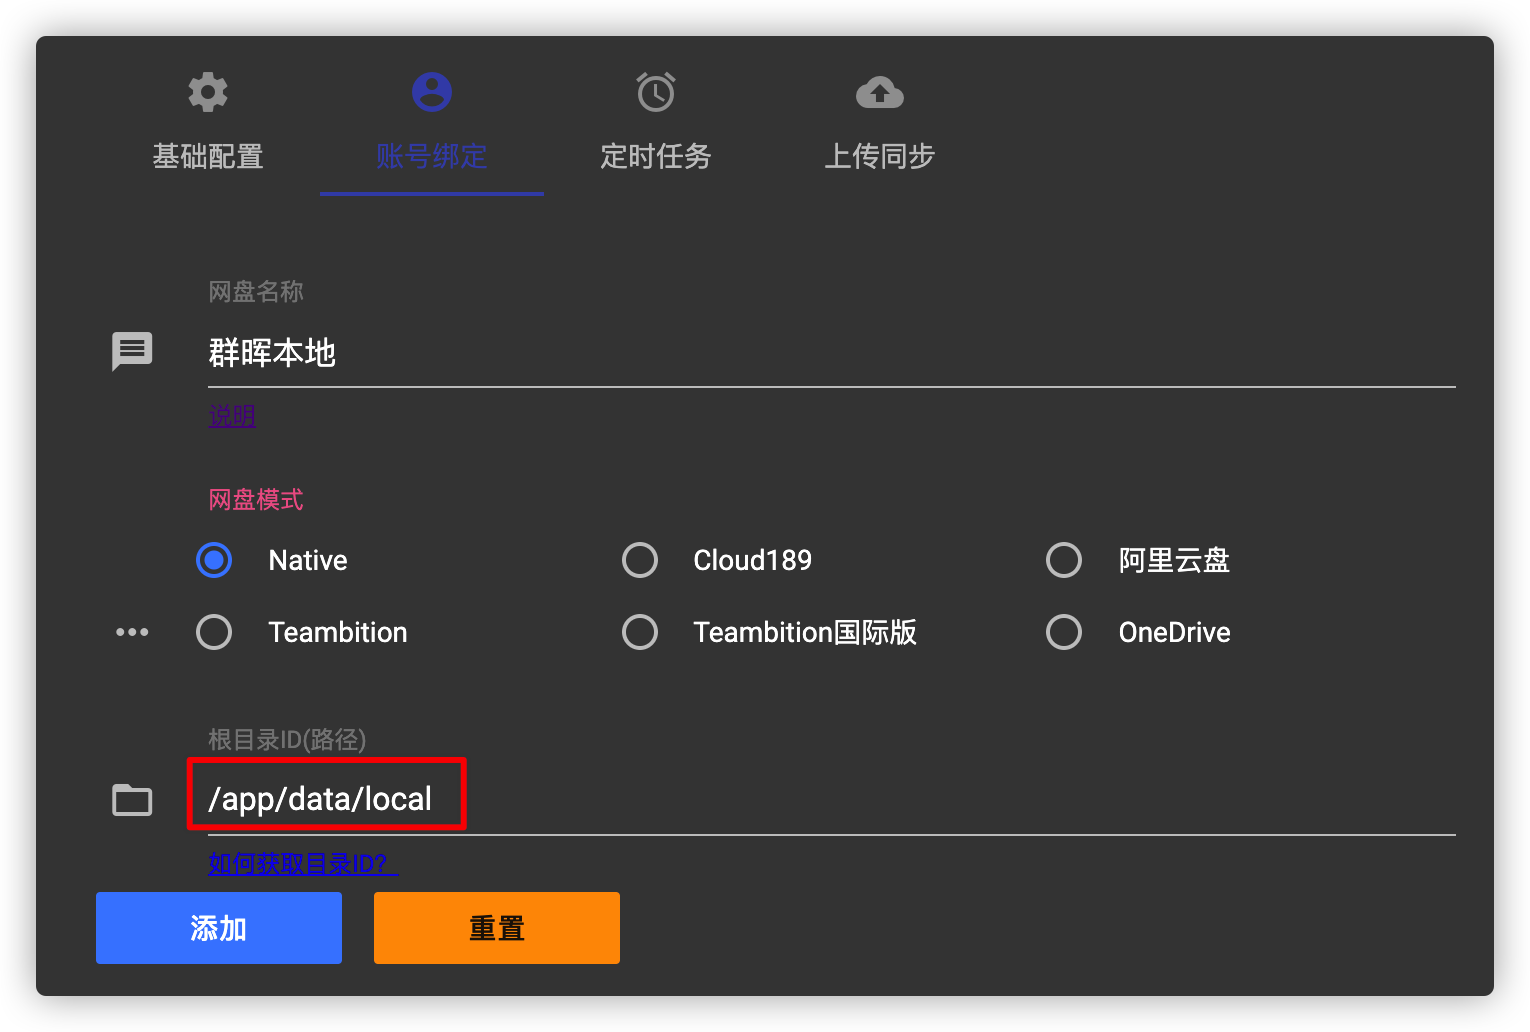 基础配置 账号绑定 定时任务 上传同步
网盘名称
群晖本地
说明
网盘模式
Native Cloud189 阿里云盘
Teambition Teambition国际版 OneDrive
根目录ID(路径)
/app/data/local
如何获取目录ID?
添加 重置